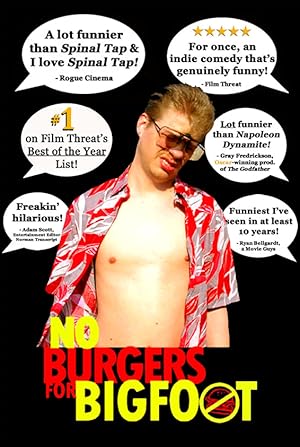 A lot funnier
than Spinal Tap &
I love Spinal Tap!
- Rogue Cinema
For once, an
indie comedy that's
genuinely funny!
- Film Threat
#1
on Film Threat's
Best of the Year
List!
Lot funnier
than Napoleon
Dynamite!
- Gray Fredrickson,
Oscar-winning prod.
of The Godfather
Freakin'
hilarious!
- Adam Scott,
Entertainment Editor
Norman Transcript
Funniest I've
seen in at least
10 years!
- Ryan Bellgardt,
a Movie Guys
NO
BURGERS
FOR
BIGFOOT